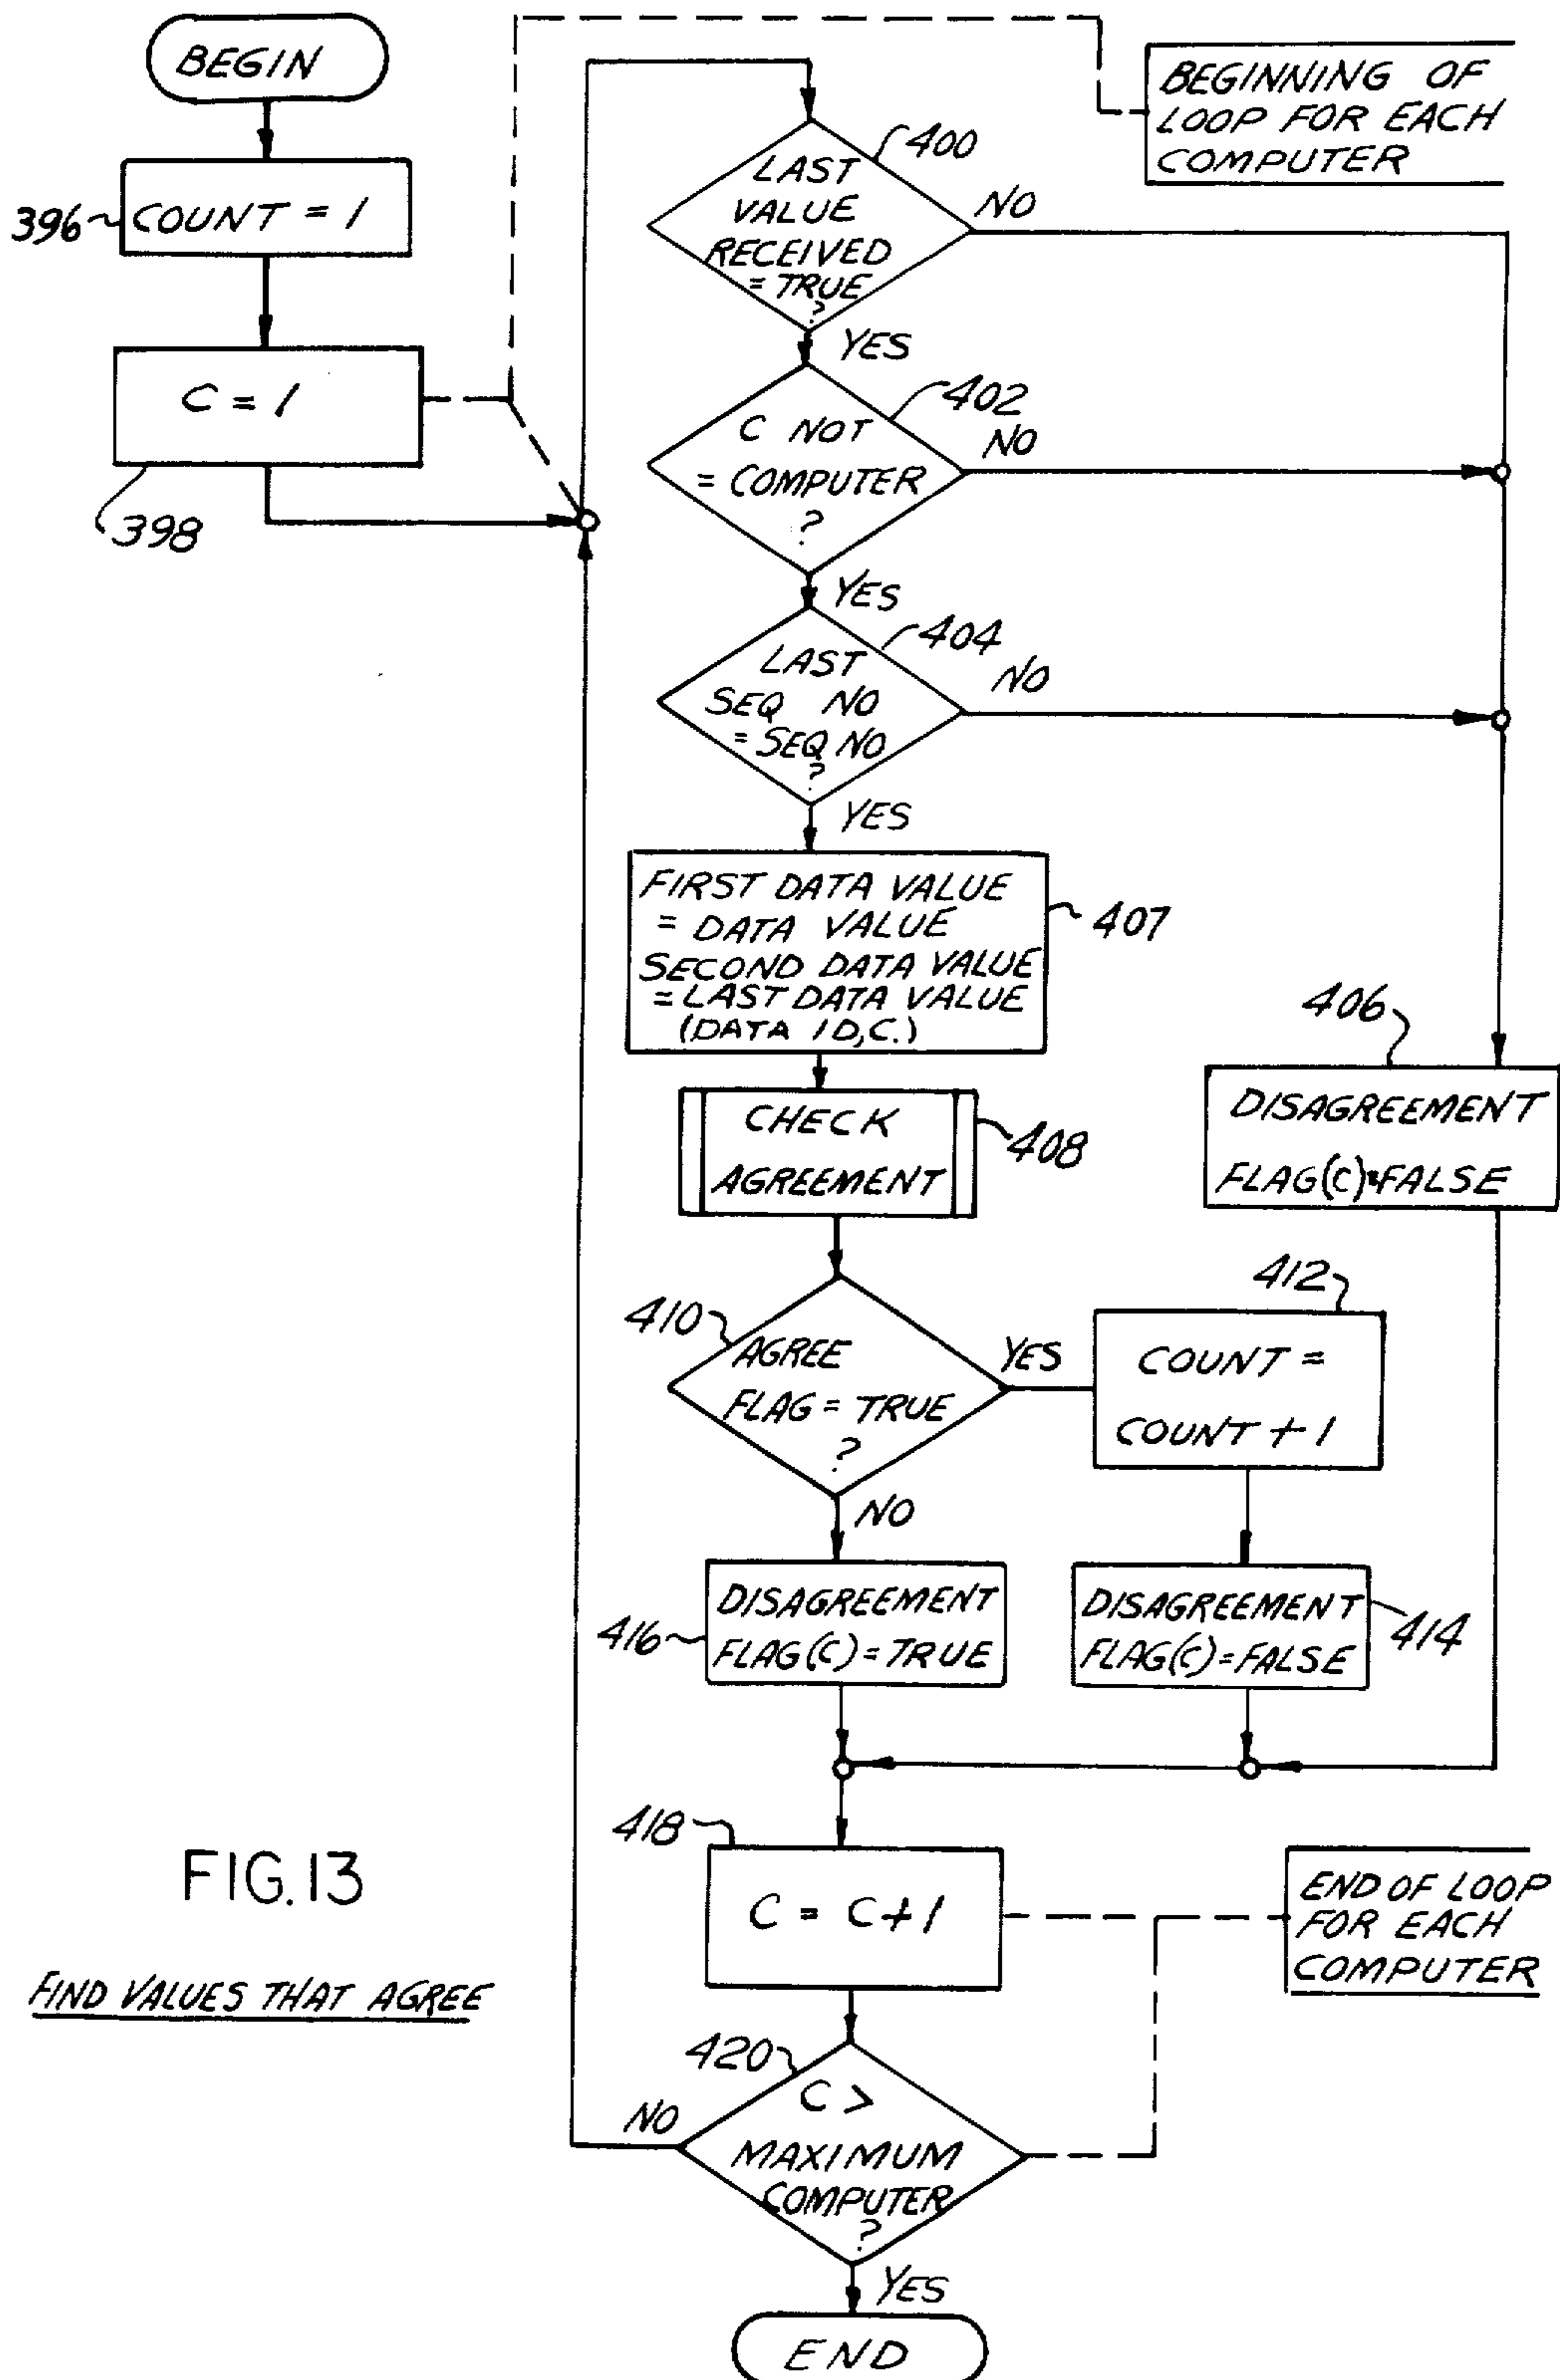 BEGIN
396
COUNT = 1
C = 1
398
BEGINNING OF
LOOP FOR EACH
COMPUTER
400
LAST
VALUE
RECEIVED
= TRUE
?
NO
YES
402
C NOT
= COMPUTER
?
NO
YES
404
LAST
SEQ NO
= SEQ NO
?
NO
YES
FIRST DATA VALUE
= DATA VALUE
SECOND DATA VALUE
= LAST DATA VALUE
(DATA ID,C.)
407
406
DISAGREEMENT
FLAG(C)=FALSE
CHECK
AGREEMENT
408
410
AGREE
FLAG = TRUE
?
YES
NO
412
COUNT =
COUNT + 1
416
DISAGREEMENT
FLAG(C)=TRUE
DISAGREEMENT
FLAG(C)=FALSE
414
418
C = C+1
END OF LOOP
FOR EACH
COMPUTER
FIG.13
FIND VALUES THAT AGREE
420
C >
MAXIMUM
COMPUTER
?
NO
YES
END